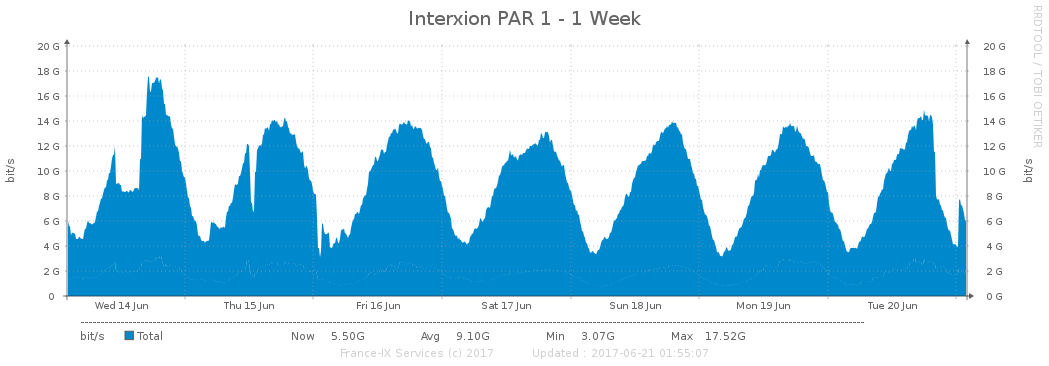 Interxion PAR 1 - 1 Week
RRDTOOL / TOBI OETIKER
bit/s
bit/s
20 G 20 G
18 G 18 G
16 G 16 G
14 G 14 G
12 G 12 G
10 G 10 G
8 G 8 G
6 G 6 G
4 G 4 G
2 G 2 G
0 0 G
Wed 14 Jun Thu 15 Jun Fri 16 Jun Sat 17 Jun Sun 18 Jun Mon 19 Jun Tue 20 Jun
bit/s Total Now 5.50G Avg 9.10G Min 3.07G Max 17.52G
France-IX Services (c) 2017 Updated : 2017-06-21 01:55:07